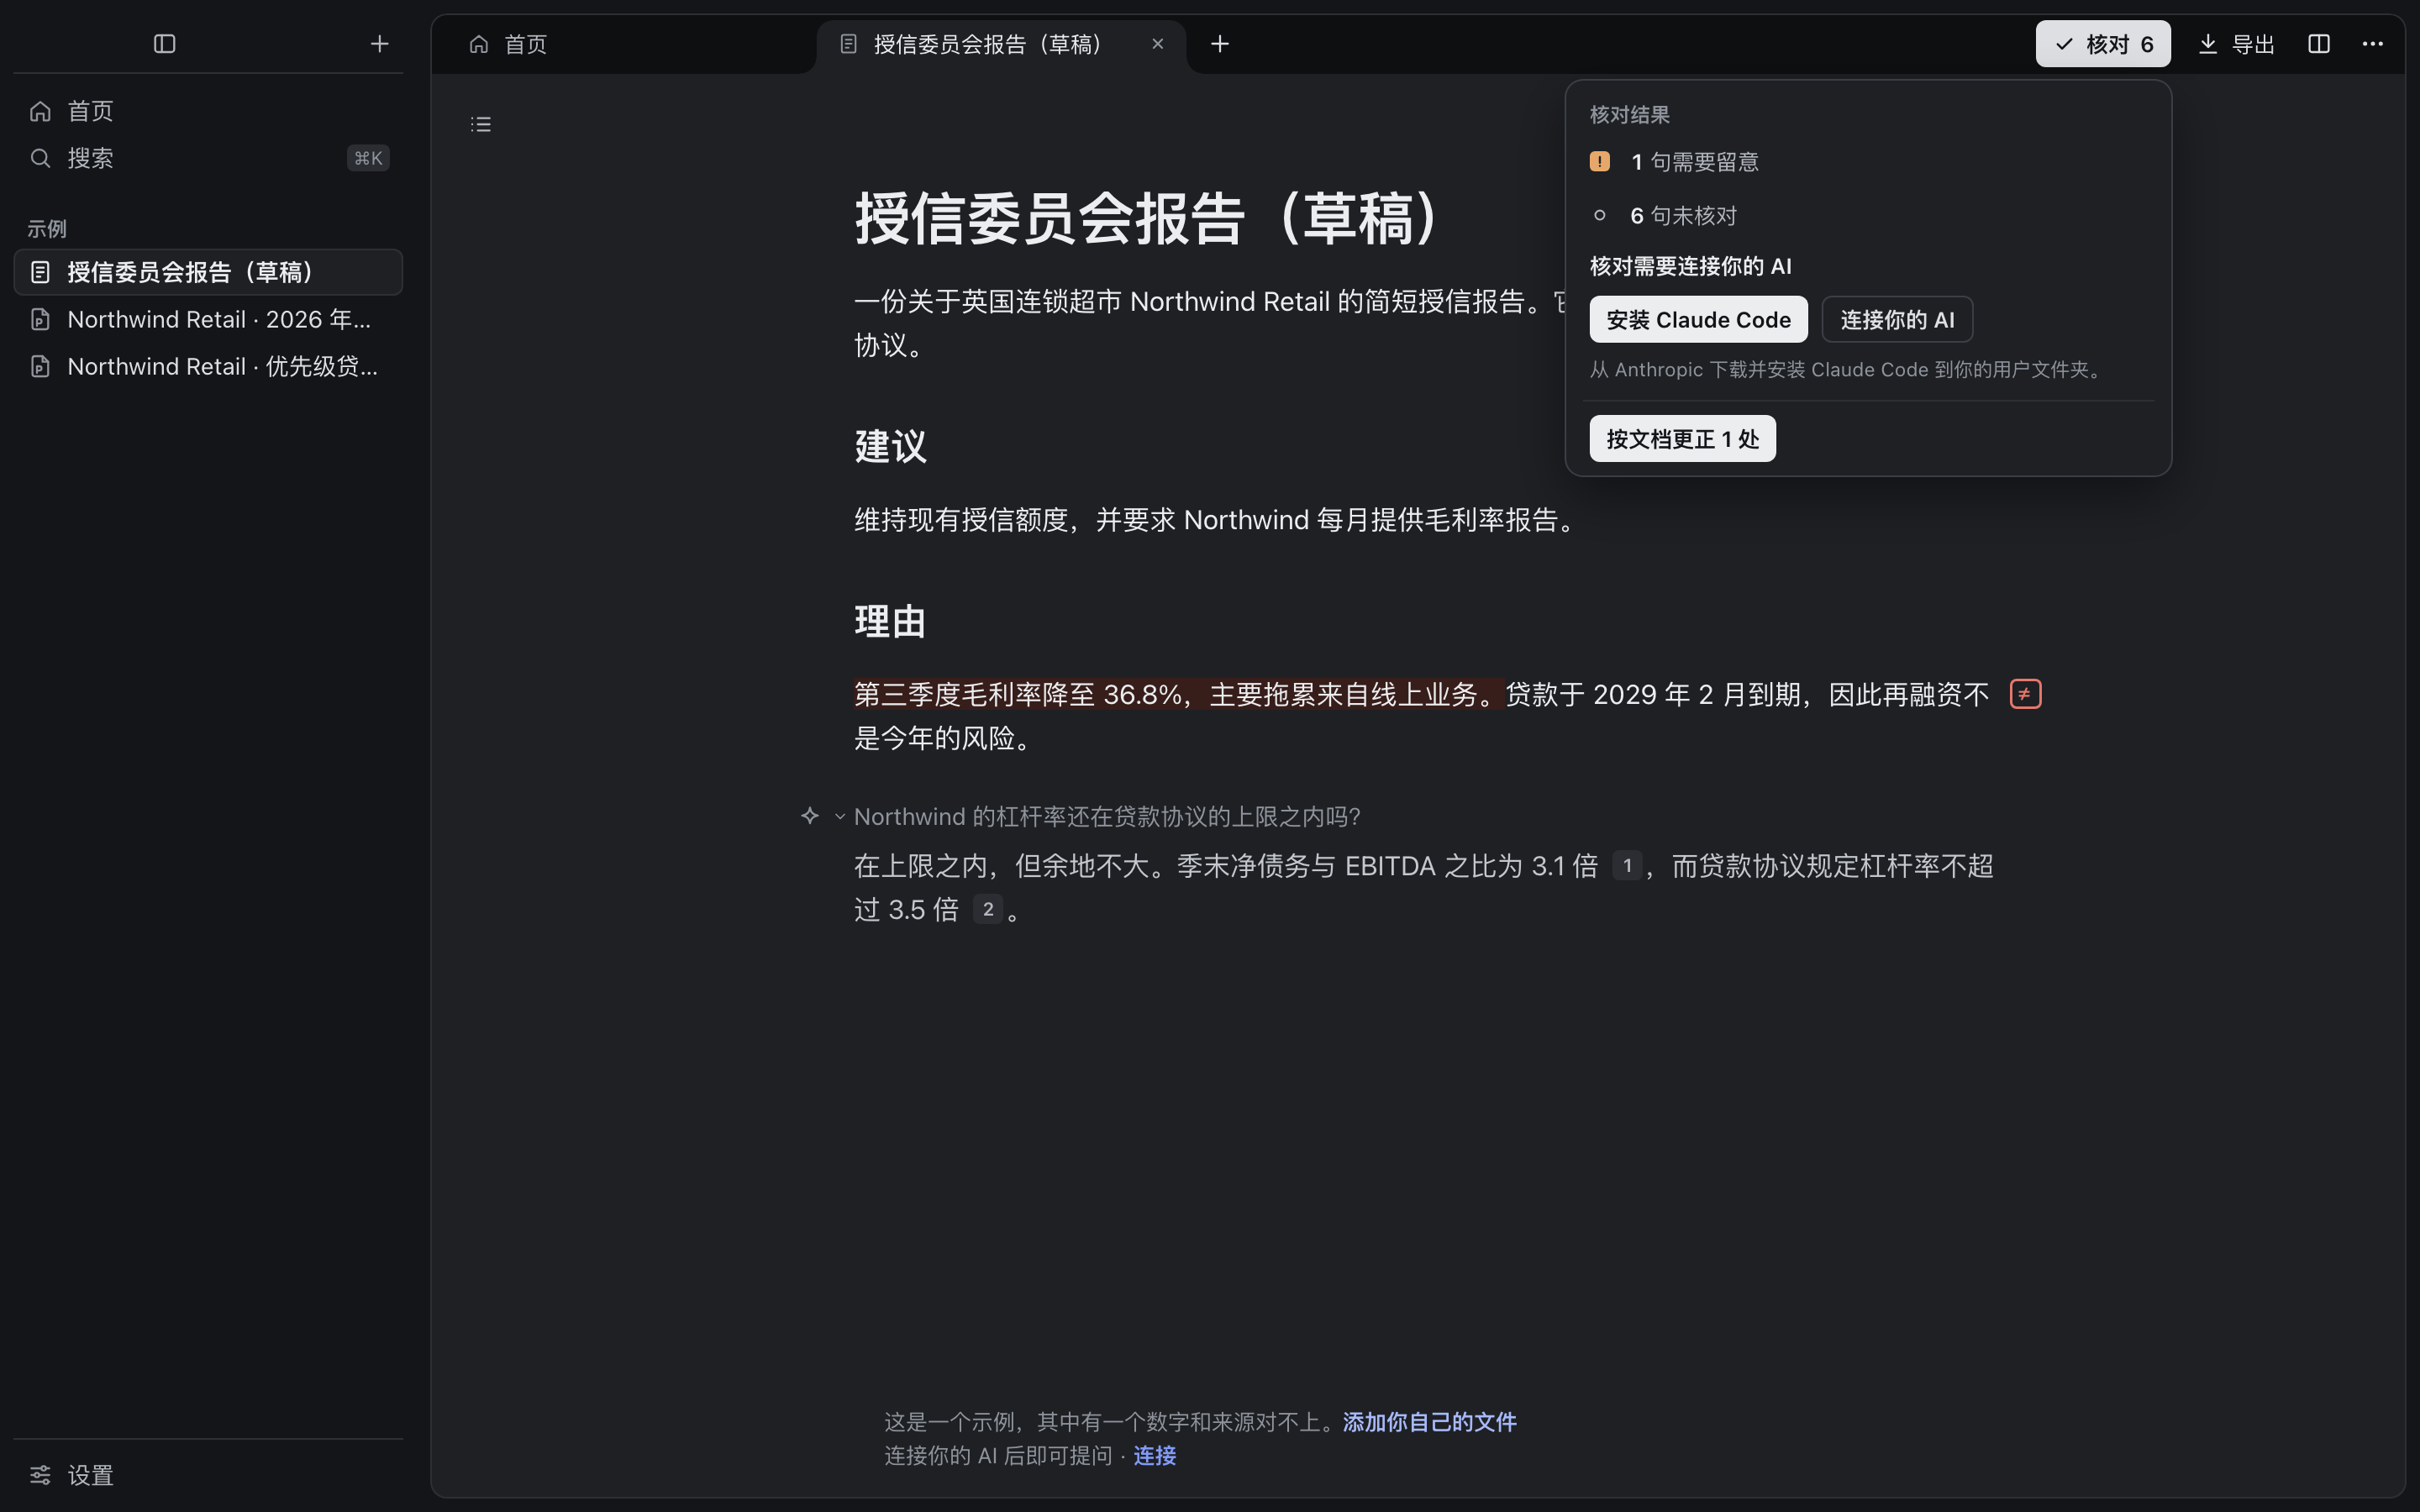 首页
搜索 ⌘K
示例
授信委员会报告（草稿）
Northwind Retail · 2026 年...
Northwind Retail · 优先级贷...
设置
首页
授信委员会报告（草稿）
核对 6
导出
核对结果
1 句需要留意
6 句未核对
核对需要连接你的 AI
安装 Claude Code
连接你的 AI
从 Anthropic 下载并安装 Claude Code 到你的用户文件夹。
按文档更正 1 处
授信委员会报告（草稿）
一份关于英国连锁超市 Northwind Retail 的简短授信报告。
协议。
建议
维持现有授信额度，并要求 Northwind 每月提供毛利率报告。
理由
第三季度毛利率降至 36.8%，主要拖累来自线上业务。贷款于 2029 年 2 月到期，因此再融资不 ≠
是今年的风险。
Northwind 的杠杆率还在贷款协议的上限之内吗？
在上限之内，但余地不大。季末净债务与 EBITDA 之比为 3.1 倍 1，而贷款协议规定杠杆率不超
过 3.5 倍 2。
这是一个示例，其中有一个数字和来源对不上。添加你自己的文件
连接你的 AI 后即可提问 · 连接